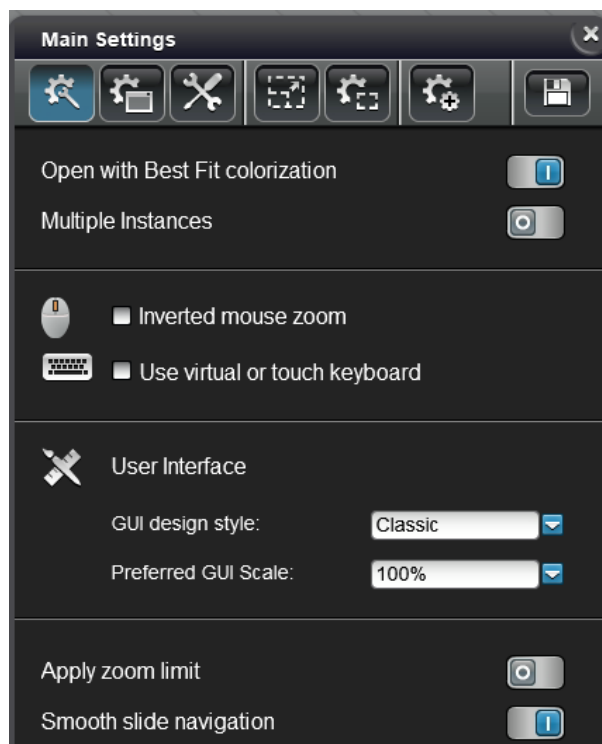 Main Settings
Open with Best Fit colorization
Multiple Instances
Inverted mouse zoom
Use virtual or touch keyboard
User Interface
GUI design style: Classic
Preferred GUI Scale: 100%
Apply zoom limit
Smooth slide navigation